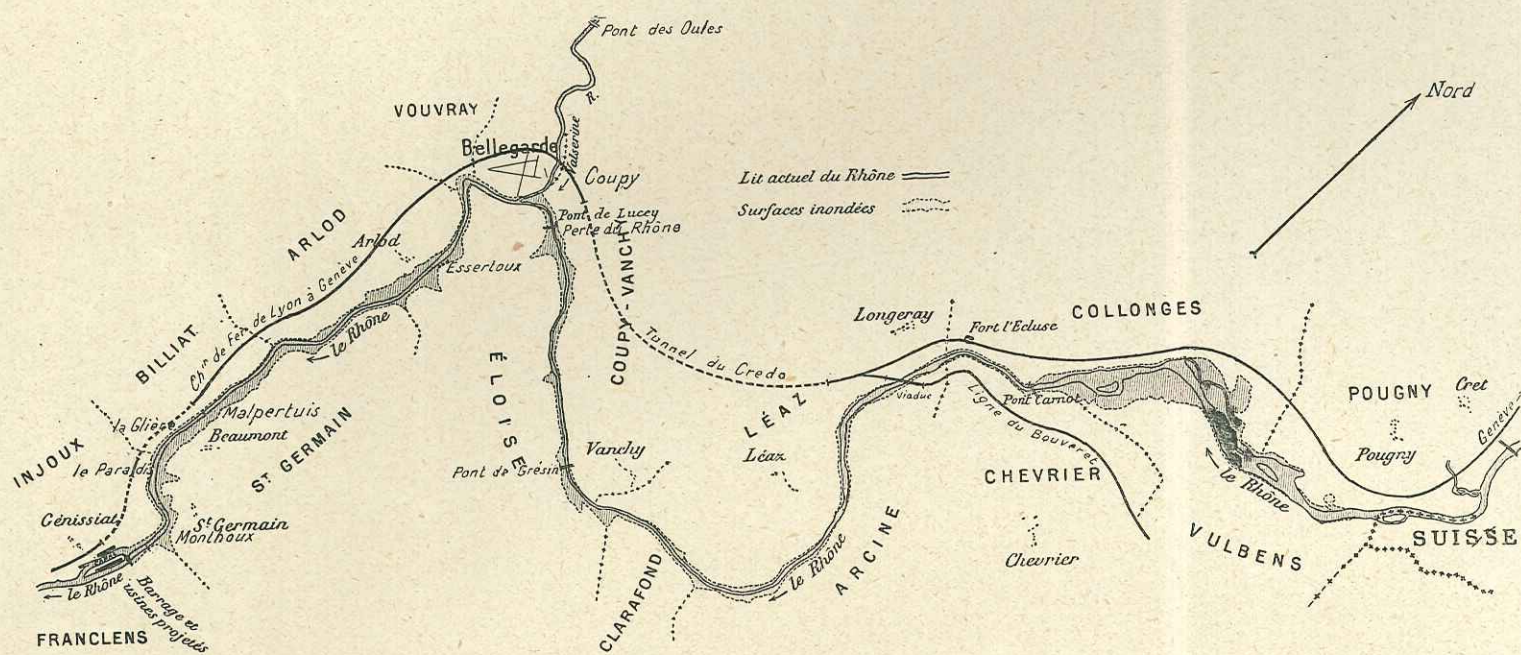 Pont des Oules
R.
Valserine
Nord
VOUVRAY
Bellegarde
Coupy
Lit actuel du Rhône
Surfaces inondées
Pont de Lucey
Perte du Rhône
ARLOD
Arlod
Essertoux
Ch.ⁱⁿ de Fer de Lyon à Genève
le Rhône
BILLIAT
COUPY-VANCHY
Tunnel du Credo
ÉLOISE
Longeray
Fort l'Ecluse
COLLONGES
Viaduc
Pont Carnot
Ligne du Bouveret
LÉAZ
Léaz
POUGNY
Cret
Pougny
Genève
le Rhône
SUISSE
VULBENS
CHEVRIER
Chevrier
ARCINE
le Rhône
CLARAFOND
Vanchy
Pont de Grésin
la Glière
Malpertuis
Beaumont
ST GERMAIN
le Paradis
INJOUX
Génissiat
St Germain
Monthoux
le Rhône
Barrage et
usines projetés
FRANCLENS